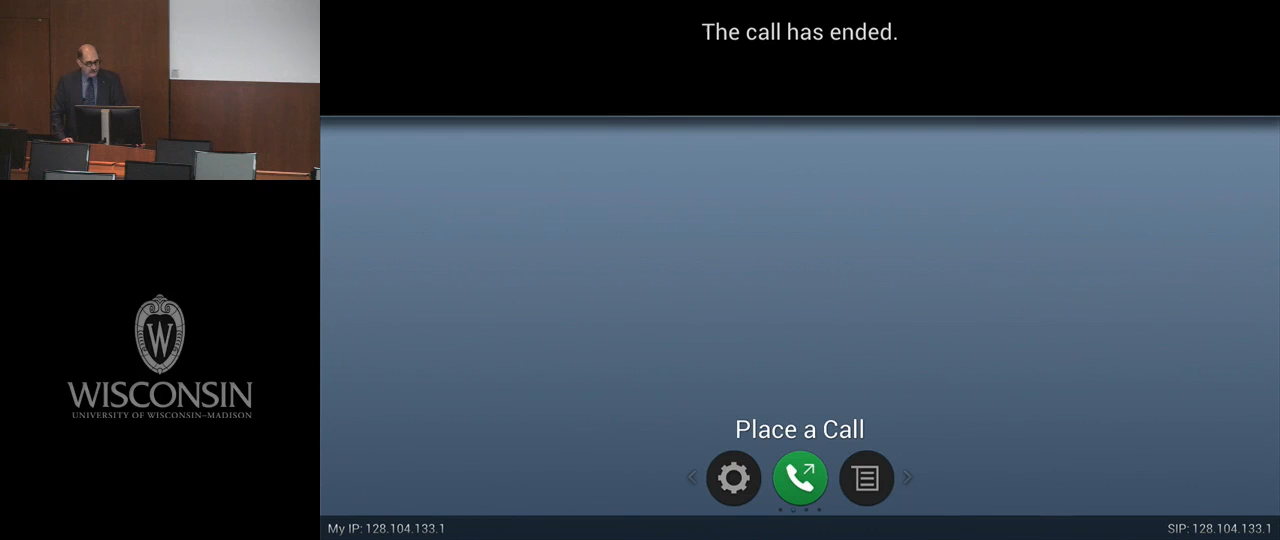 The call has ended.
W
WISCONSIN
UNIVERSITY OF WISCONSIN–MADISON
Place a Call
My IP: 128.104.133.1
SIP: 128.104.133.1